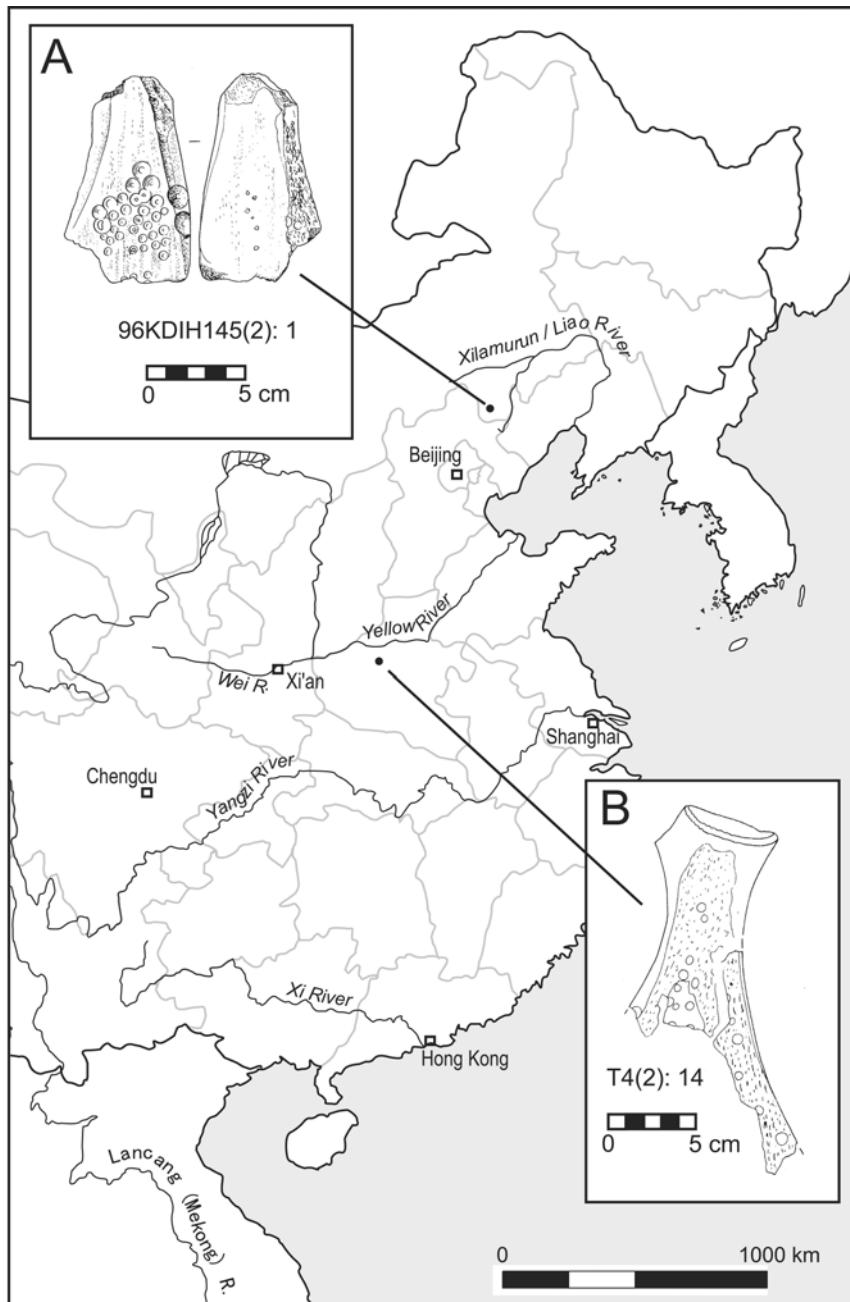 A
96KDIH145(2): 1
0 5 cm
Xilamurun / Liao River
Beijing
Yellow River
Wei R.
Xi'an
Shanghai
Chengdu
Yangzi River
B
Xi River
T4(2): 14
Hong Kong
0 5 cm
Lancang (Mekong) R.
0 1000 km